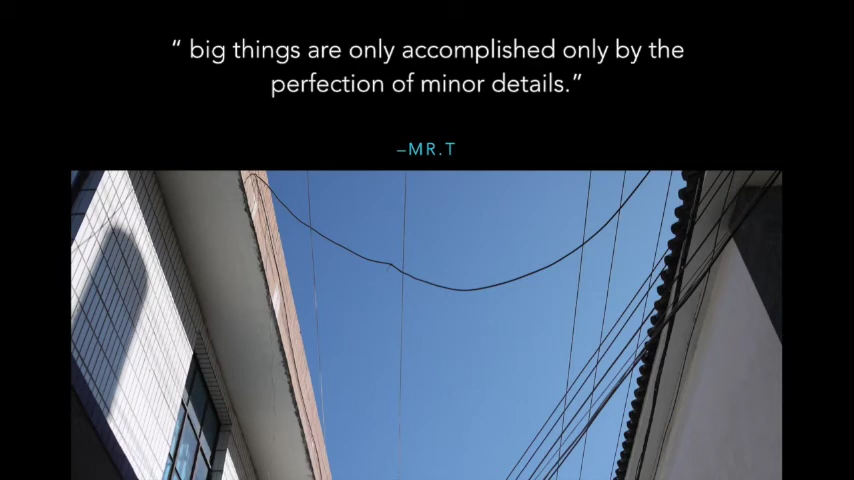 “ big things are only accomplished only by the
perfection of minor details.”
–MR.T